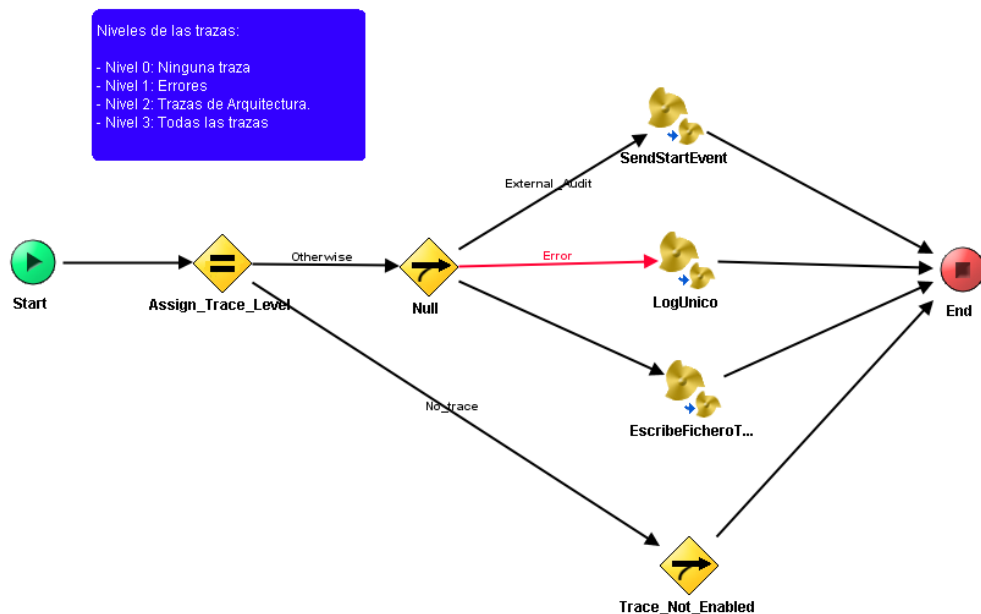 Niveles de las trazas:
- Nivel 0: Ninguna traza
- Nivel 1: Errores
- Nivel 2: Trazas de Arquitectura.
- Nivel 3: Todas las trazas
SendStartEvent
External_Audit
Otherwise
Error
Start
Assign_Trace_Level
Null
LogUnico
End
No_trace
EscribeFicheroT...
Trace_Not_Enabled